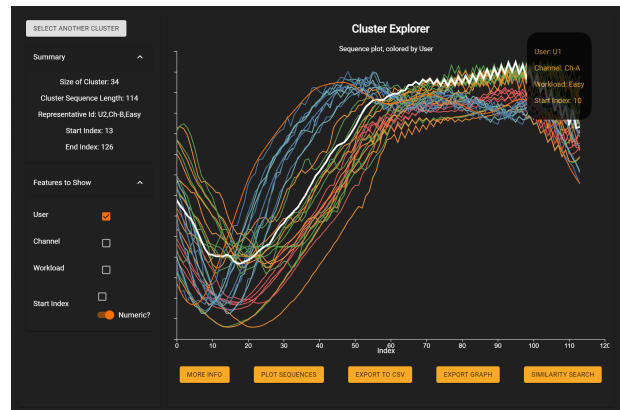 SELECT ANOTHER CLUSTER
Summary
Size of Cluster: 34
Cluster Sequence Length: 114
Representative Id: U2,Ch-B,Easy
Start Index: 13
End Index: 126
Features to Show
User
Channel
Workload
Start Index
Numeric?
Cluster Explorer
Sequence plot, colored by User
User: U1
Channel: Ch-A
Workload: Easy
Start Index: 10
0 10 20 30 40 50 60 70 80 90 100 110 120
Index
MORE INFO
PLOT SEQUENCES
EXPORT TO CSV
EXPORT GRAPH
SIMILARITY SEARCH